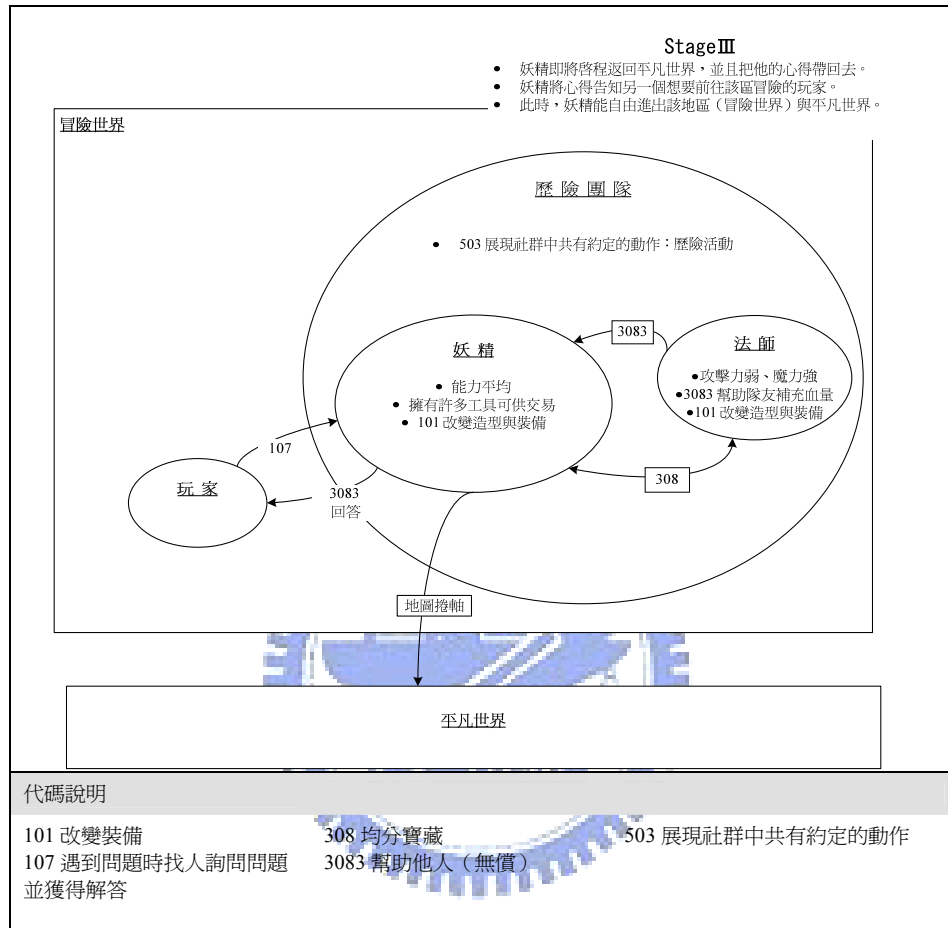 StageⅢ
• 妖精即將啟程返回平凡世界，並且把他的心得帶回去。
• 妖精將心得告知另一個想要前往該區冒險的玩家。
• 此時，妖精能自由進出該地區（冒險世界）與平凡世界。
冒險世界
歷險團隊
• 503 展現社群中共有約定的動作：歷險活動
3083
妖精
• 能力平均
• 擁有許多工具可供交易
• 101 改變造型與裝備
法師
•攻擊力弱、魔力強
•3083 幫助隊友補充血量
•101 改變造型與裝備
107
308
玩家
3083
回答
地圖捲軸
平凡世界
代碼說明
101 改變裝備
107 遇到問題時找人詢問問題
並獲得解答
308 均分寶藏
3083 幫助他人（無償）
503 展現社群中共有約定的動作